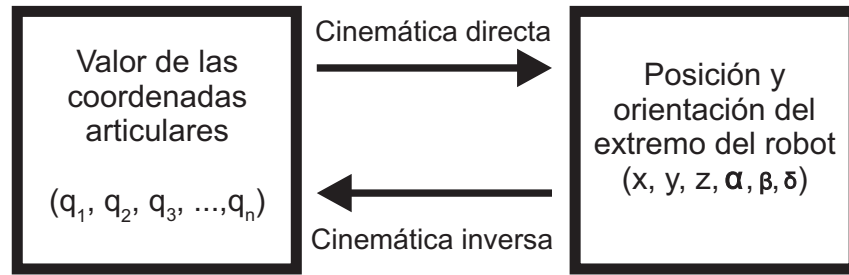 Valor de las
coordenadas
articulares
(q1, q2, q3, ...,qn)
Cinemática directa
Cinemática inversa
Posición y
orientación del
extremo del robot
(x, y, z, α, β, δ)